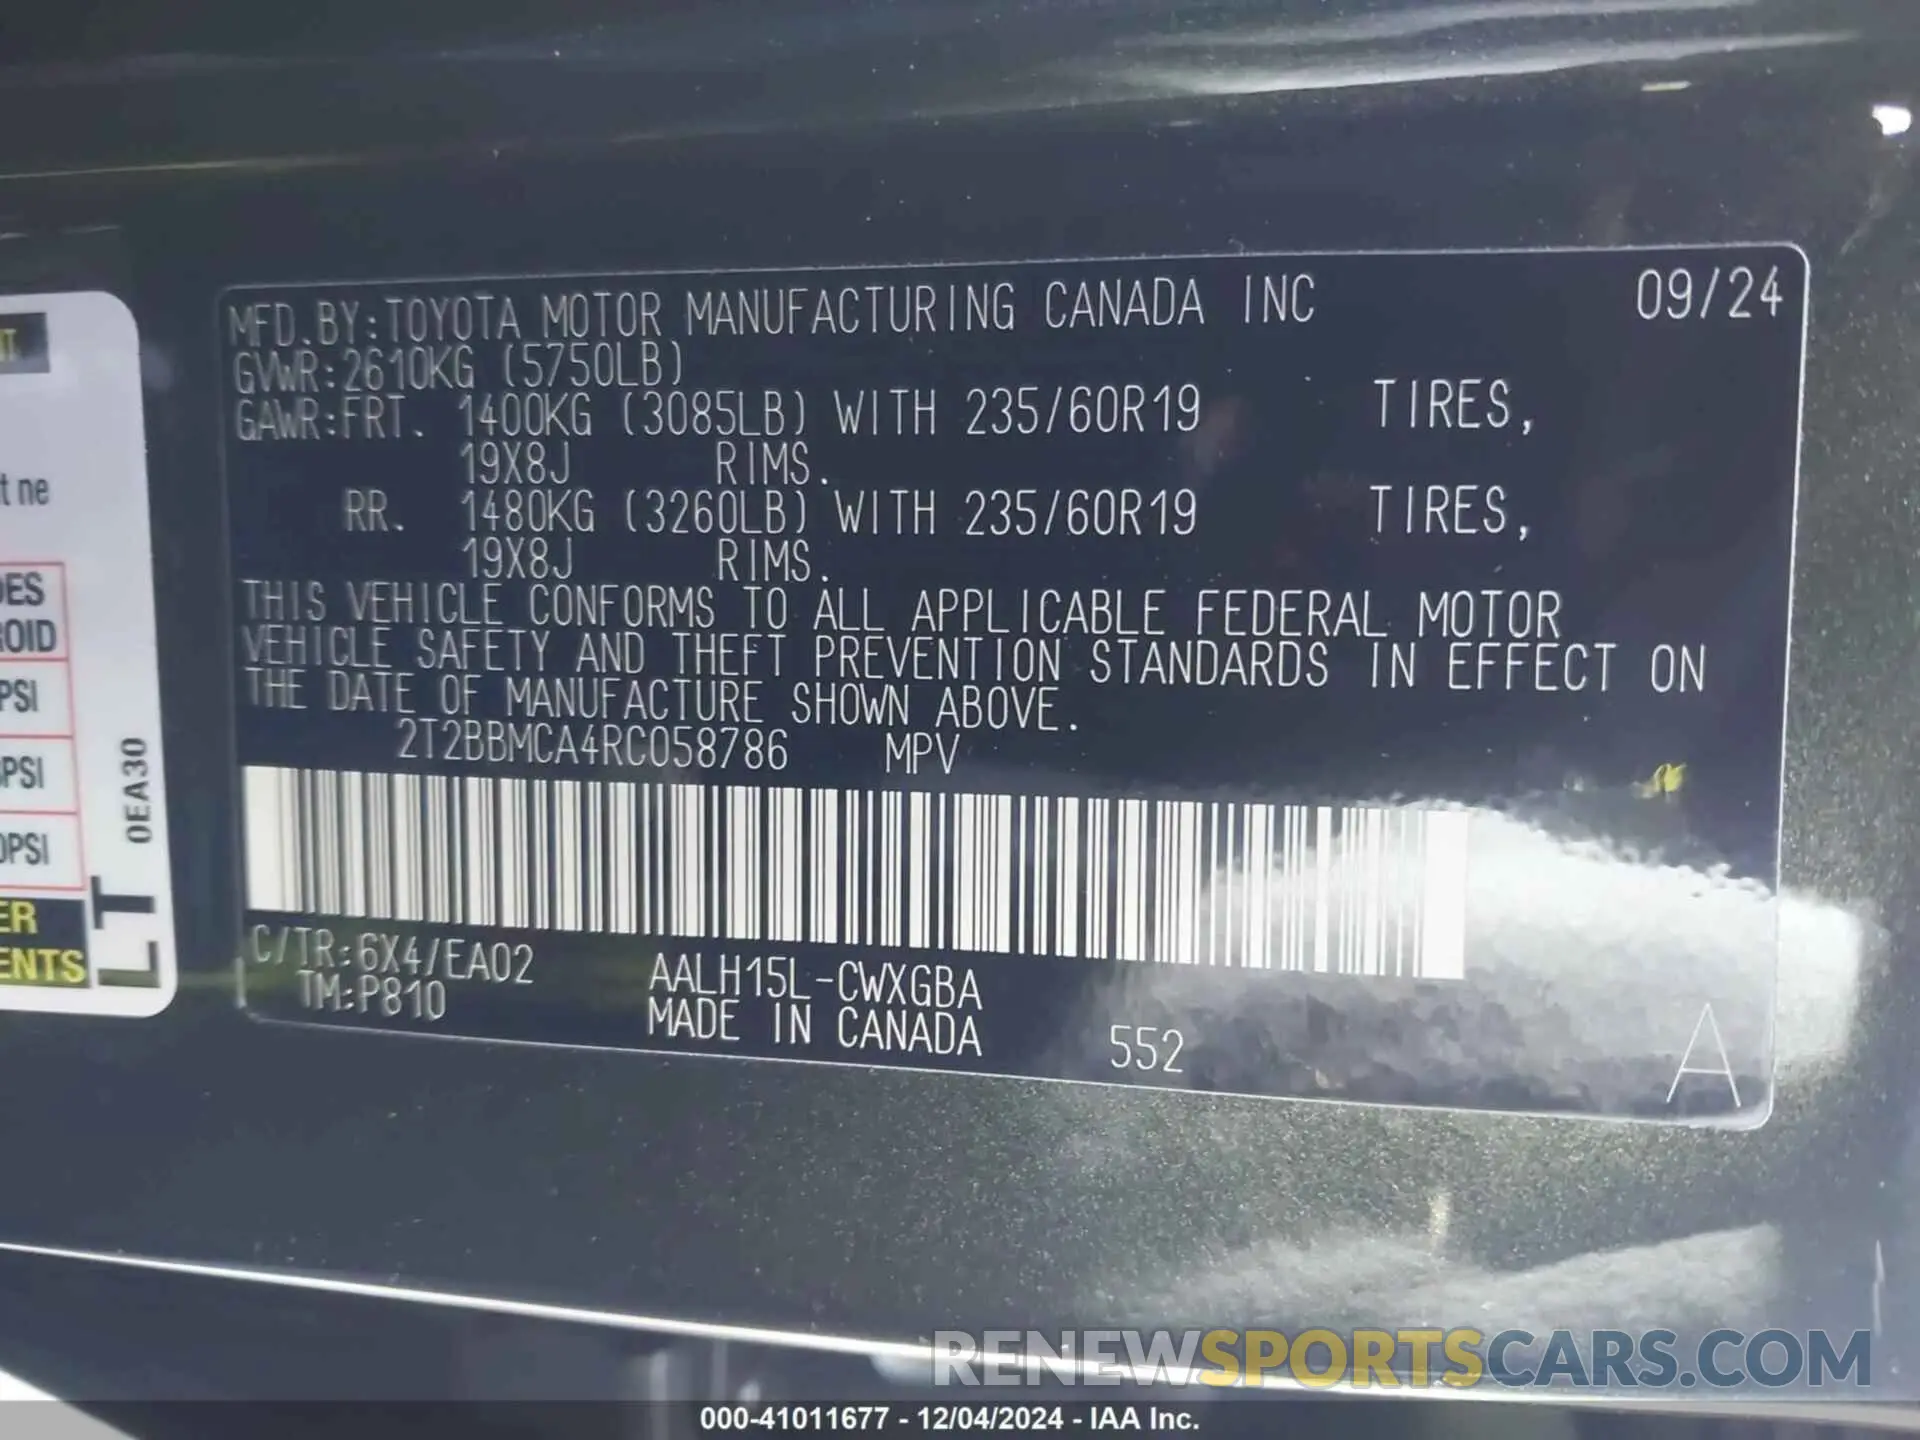 MFD.BY:TOYOTA MOTOR MANUFACTURING CANADA INC 09/24
GVWR:2610KG (5750LB)
GAWR:FRT. 1400KG (3085LB) WITH 235/60R19 TIRES,
19X8J RIMS.
RR. 1480KG (3260LB) WITH 235/60R19 TIRES,
19X8J RIMS.
THIS VEHICLE CONFORMS TO ALL APPLICABLE FEDERAL MOTOR
VEHICLE SAFETY AND THEFT PREVENTION STANDARDS IN EFFECT ON
THE DATE OF MANUFACTURE SHOWN ABOVE.
2T2BBMCA4RC058786 MPV
C/TR:6X4/EA02 AALH15L-CWXGBA
TM:P810 MADE IN CANADA 552 A
t ne
PSI
PSI
PSI
0EA30
LT
RENEWSPORTSCARS.COM
000-41011677 - 12/04/2024 - IAA Inc.